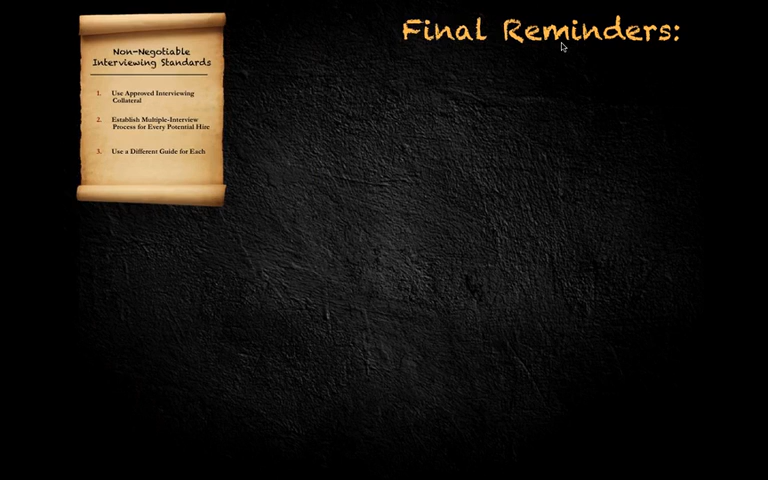 Final Reminders:
Non-Negotiable
Interviewing Standards
1. Use Approved Interviewing
Collateral
2. Establish Multiple-Interview
Process for Every Potential Hire
3. Use a Different Guide for Each